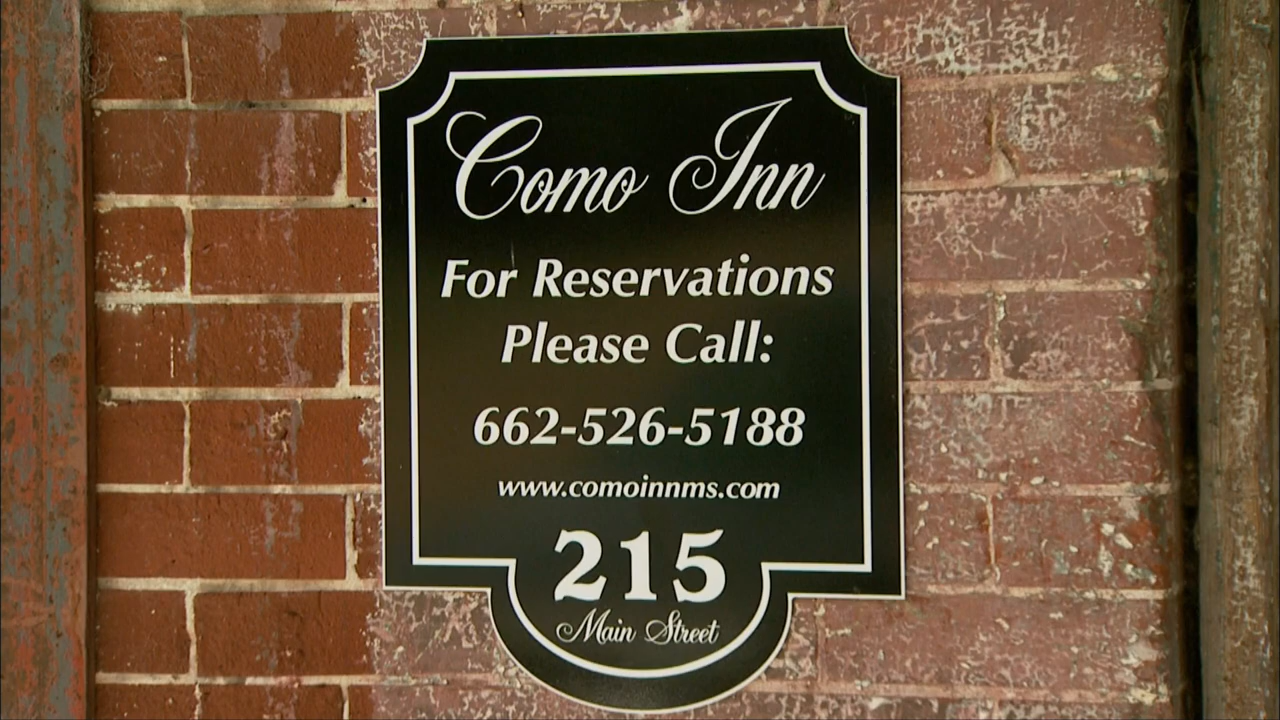 Como Inn
For Reservations
Please Call:
662-526-5188
www.comoinnms.com
215
Main Street